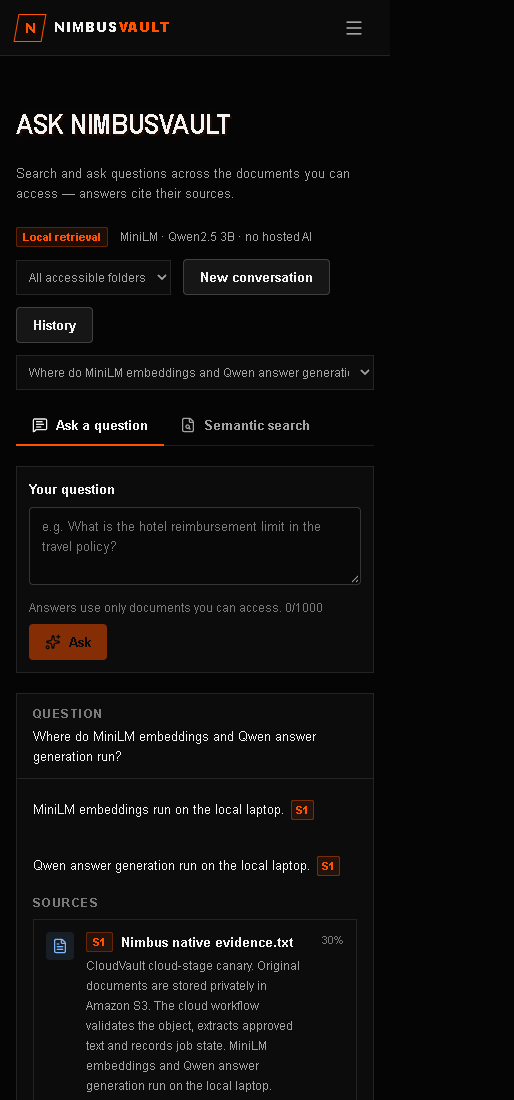 N NIMBUSVAULT
ASK NIMBUSVAULT
Search and ask questions across the documents you can
access — answers cite their sources.
Local retrieval MiniLM · Qwen2.5 3B · no hosted AI
All accessible folders New conversation
History
Where do MiniLM embeddings and Qwen answer generati
Ask a question Semantic search
Your question
e.g. What is the hotel reimbursement limit in the
travel policy?
Answers use only documents you can access. 0/1000
Ask
QUESTION
Where do MiniLM embeddings and Qwen answer
generation run?
MiniLM embeddings run on the local laptop. S1
Qwen answer generation run on the local laptop. S1
SOURCES
S1 Nimbus native evidence.txt 30%
CloudVault cloud-stage canary. Original
documents are stored privately in
Amazon S3. The cloud workflow
validates the object, extracts approved
text and records job state. MiniLM
embeddings and Qwen answer
generation run on the local laptop.